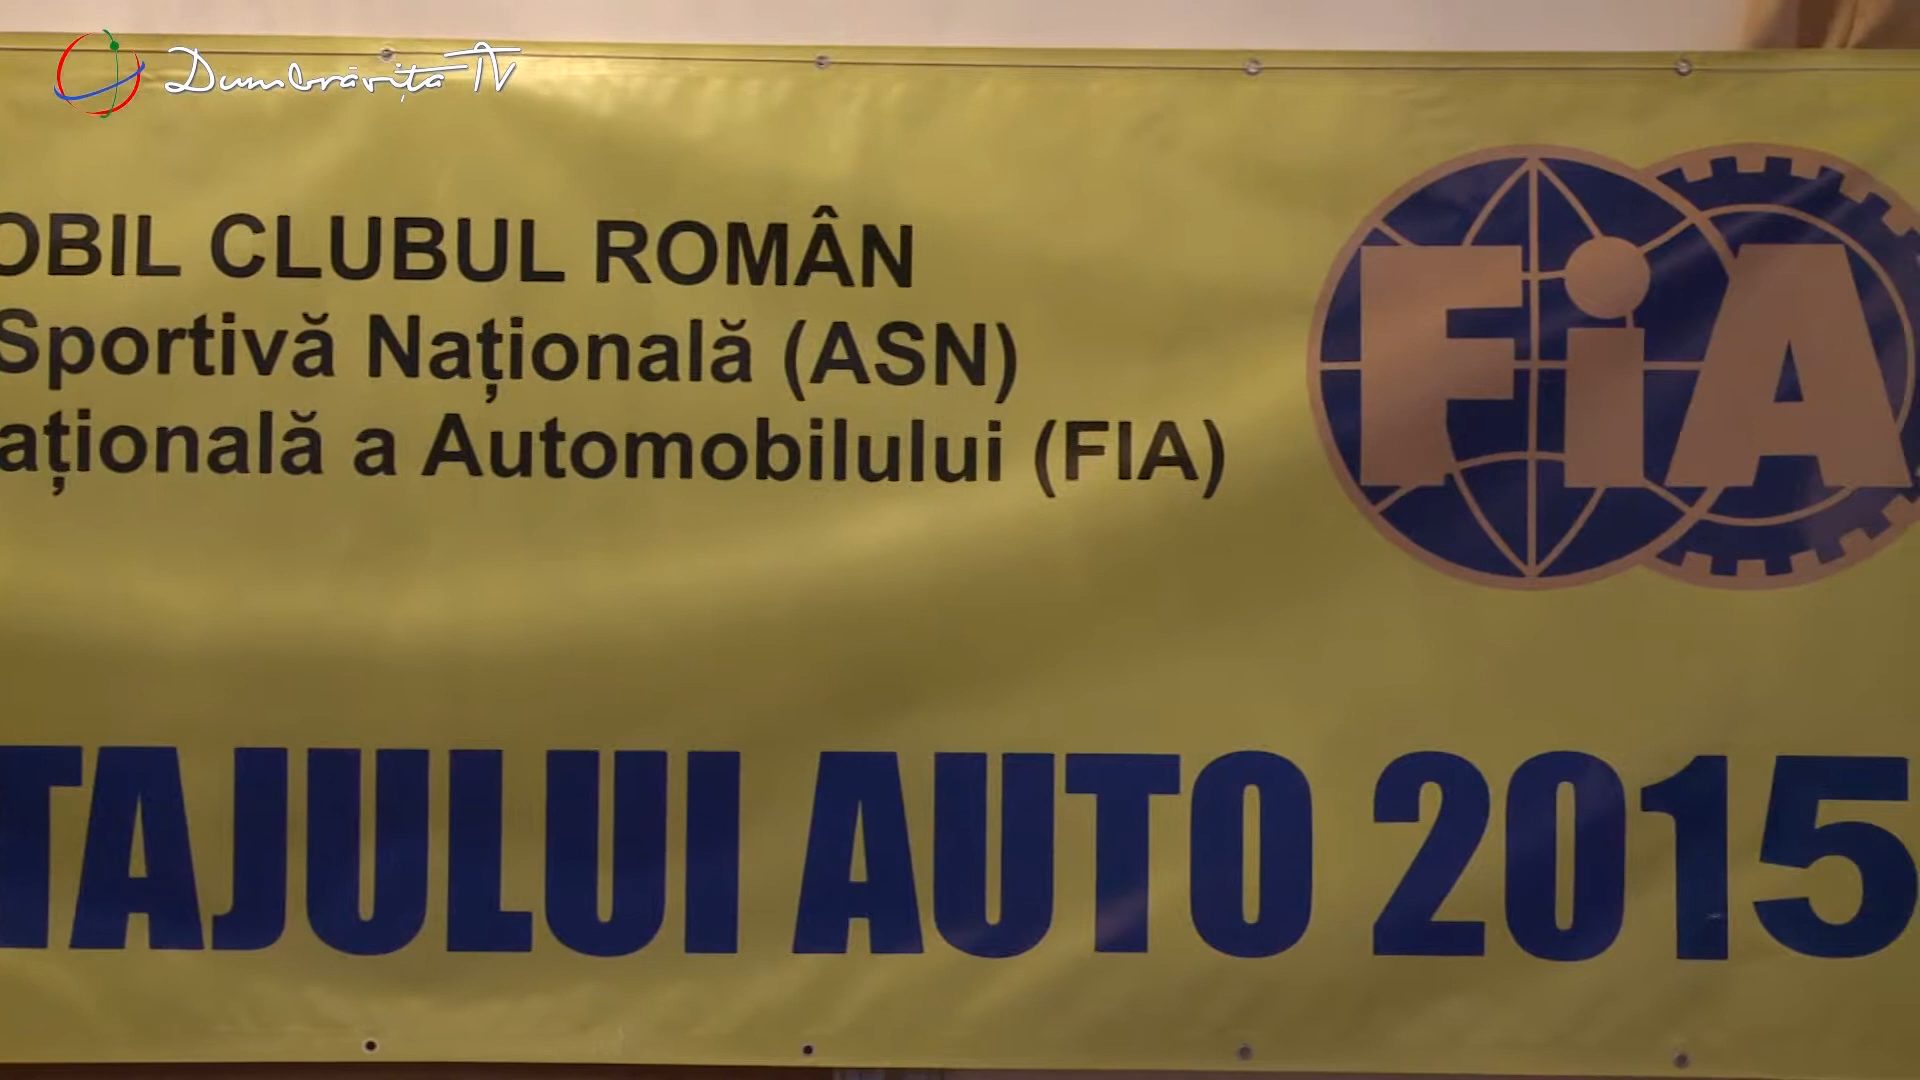 Dumbrăvița TV
OBIL CLUBUL ROMÂN
Sportivă Națională (ASN)
ațională a Automobilului (FIA)
FiA
TAJULUI AUTO 2015